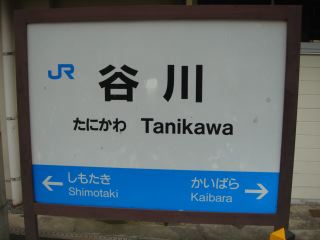 JR 谷川
たにかわ Tanikawa
← しもたき かいばら →
Shimotaki Kaibara